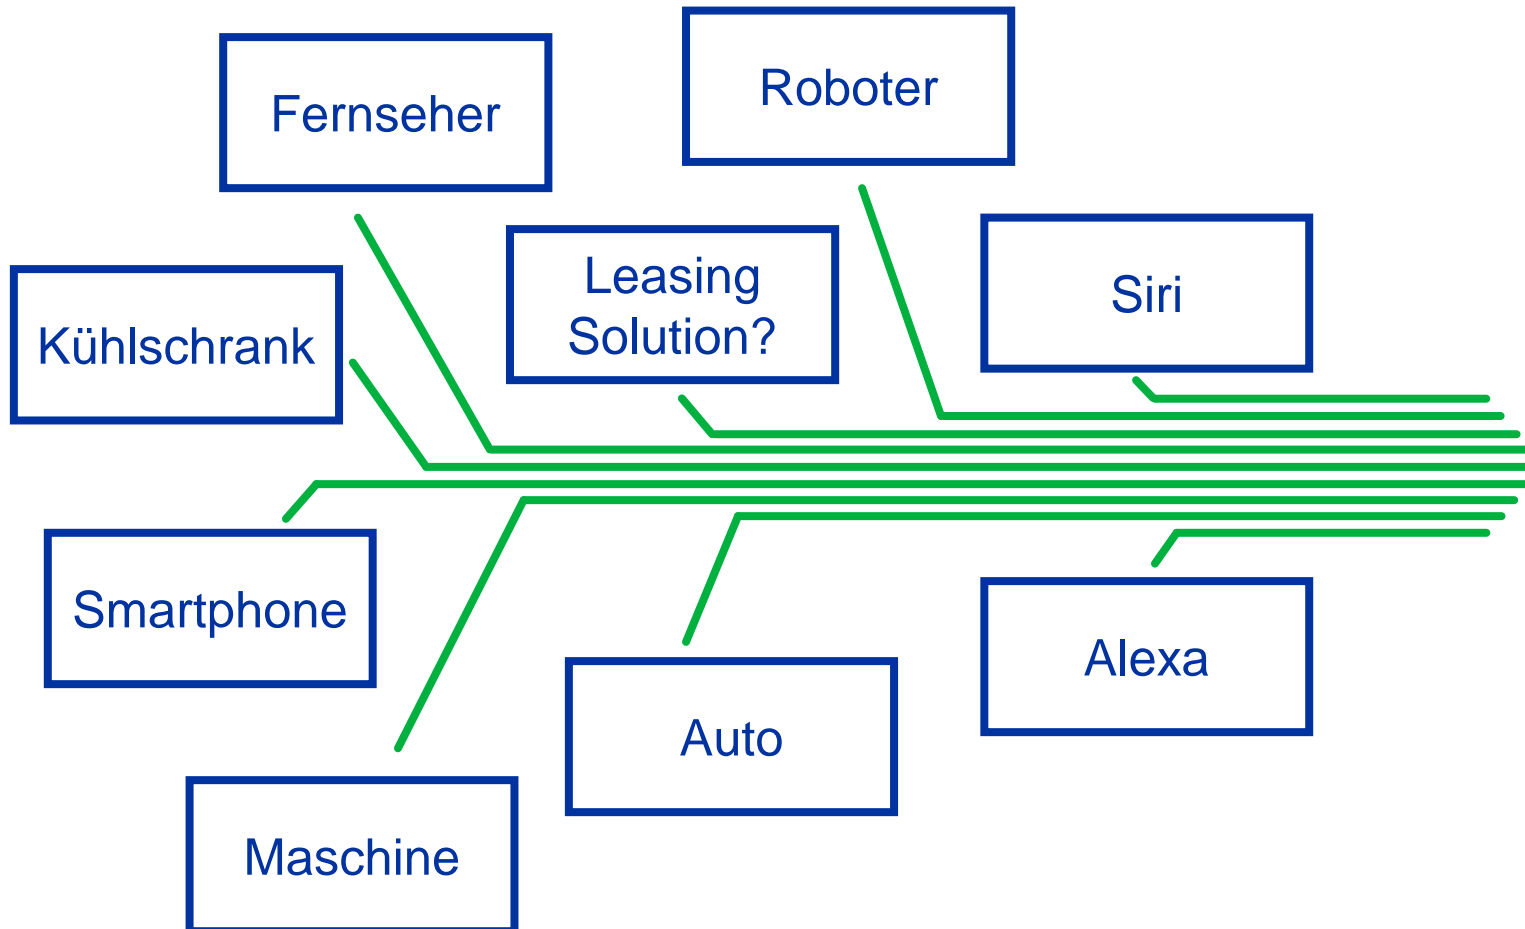 Roboter
Fernseher
Leasing
Solution?
Siri
Kühlschrank
Smartphone
Alexa
Auto
Maschine